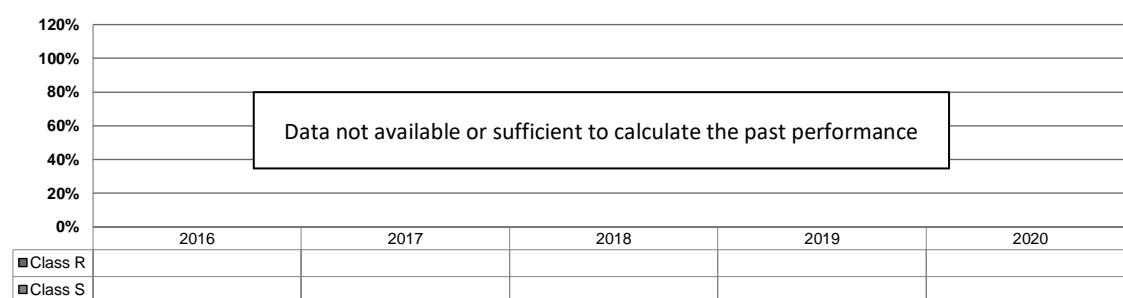 120%
100%
80%
60%
40%
20%
0%
Data not available or sufficient to calculate the past performance
2016 2017 2018 2019 2020
Class R
Class S